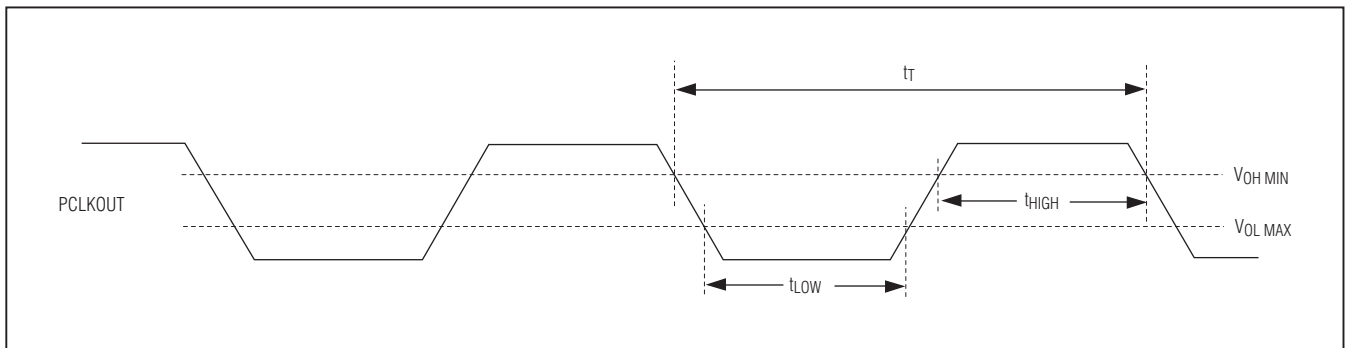 tT
VOH MIN
PCLKOUT
tHIGH
VOL MAX
tLOW